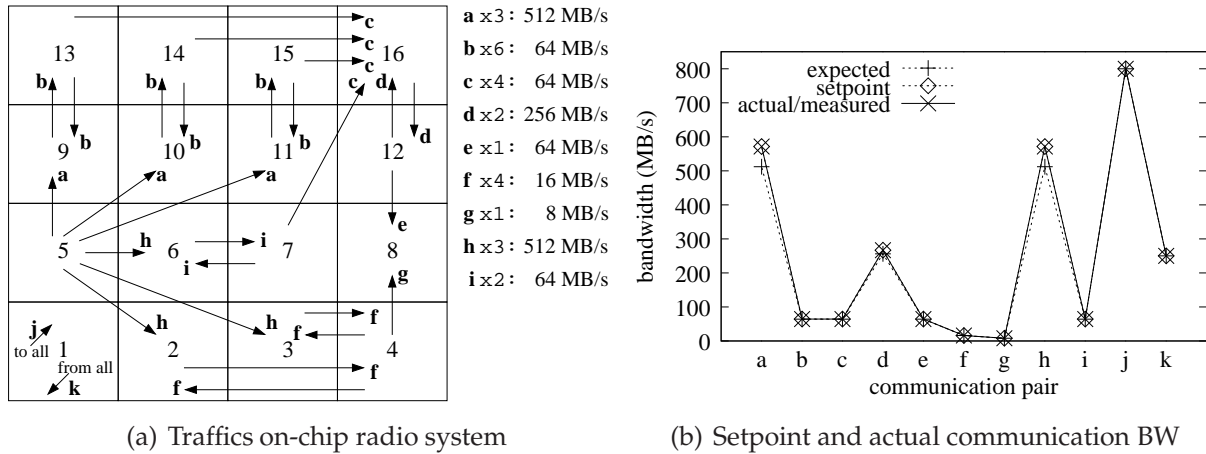 13 14 15 16
c
c
c
c d
b b b
b b b d
9 10 11 12
a a a
e
5 h 6 i 7 8
i g
h h f f
j 1 2 3 4
to all
from all
k f f
a x3: 512 MB/s
b x6: 64 MB/s
c x4: 64 MB/s
d x2: 256 MB/s
e x1: 64 MB/s
f x4: 16 MB/s
g x1: 8 MB/s
h x3: 512 MB/s
i x2: 64 MB/s
(a) Traffics on-chip radio system
expected
setpoint
actual/measured
bandwidth (MB/s)
800
700
600
500
400
300
200
100
0
a b c d e f g h i j k
communication pair
(b) Setpoint and actual communication BW